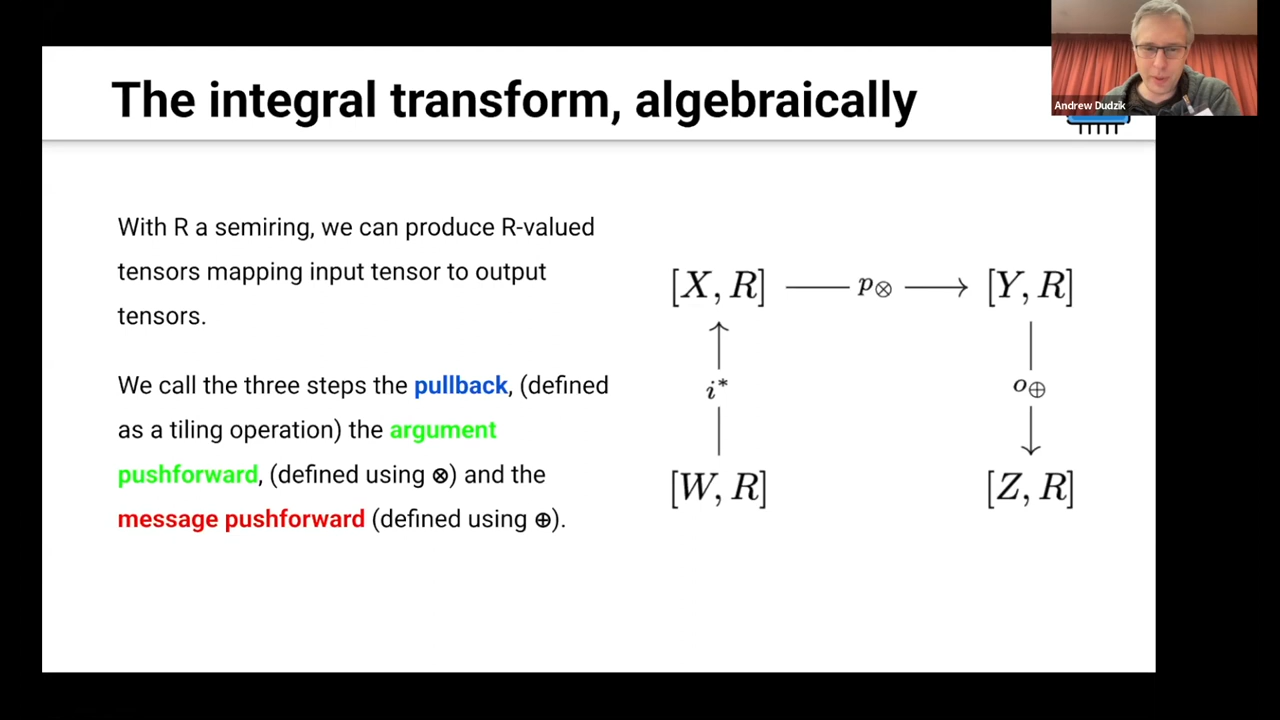 The integral transform, algebraically
Andrew Dudzik
With R a semiring, we can produce R-valued
tensors mapping input tensor to output
tensors.
We call the three steps the pullback, (defined
as a tiling operation) the argument
pushforward, (defined using ⊗) and the
message pushforward (defined using ⊕).
[X, R] p⊗ [Y, R]
i* o⊕
[W, R] [Z, R]